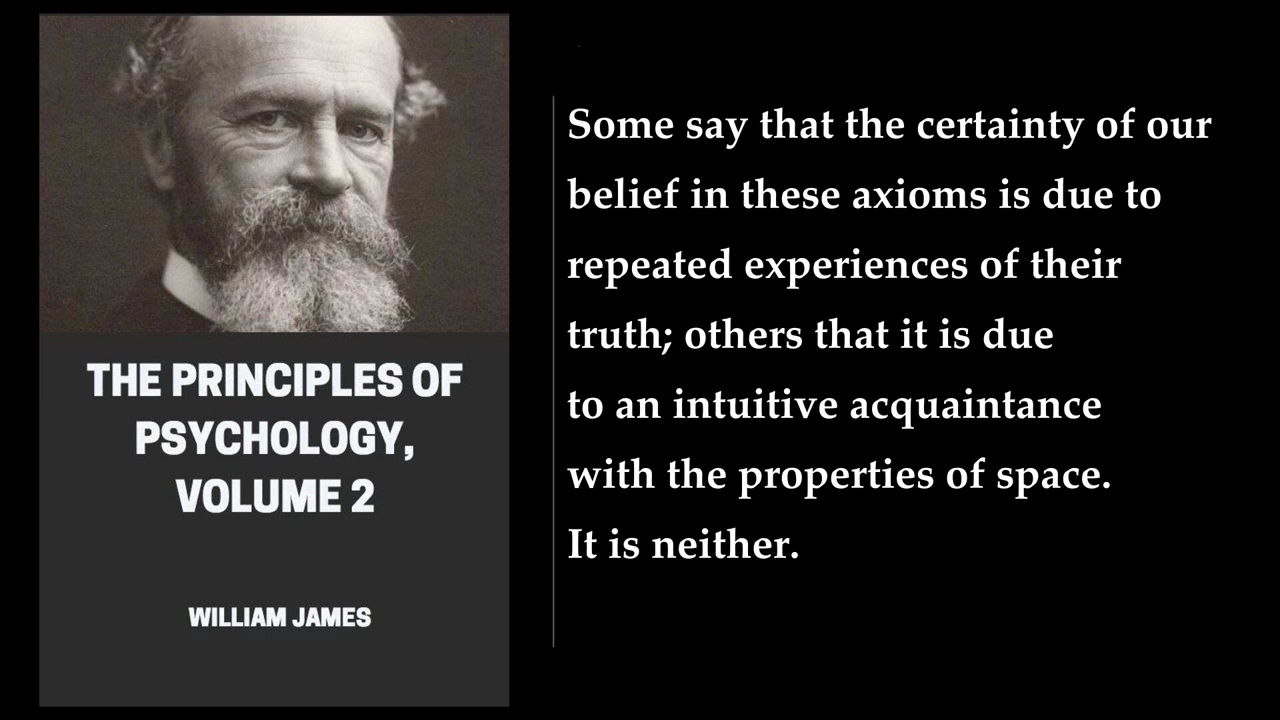 THE PRINCIPLES OF
PSYCHOLOGY,
VOLUME 2
WILLIAM JAMES
Some say that the certainty of our
belief in these axioms is due to
repeated experiences of their
truth; others that it is due
to an intuitive acquaintance
with the properties of space.
It is neither.